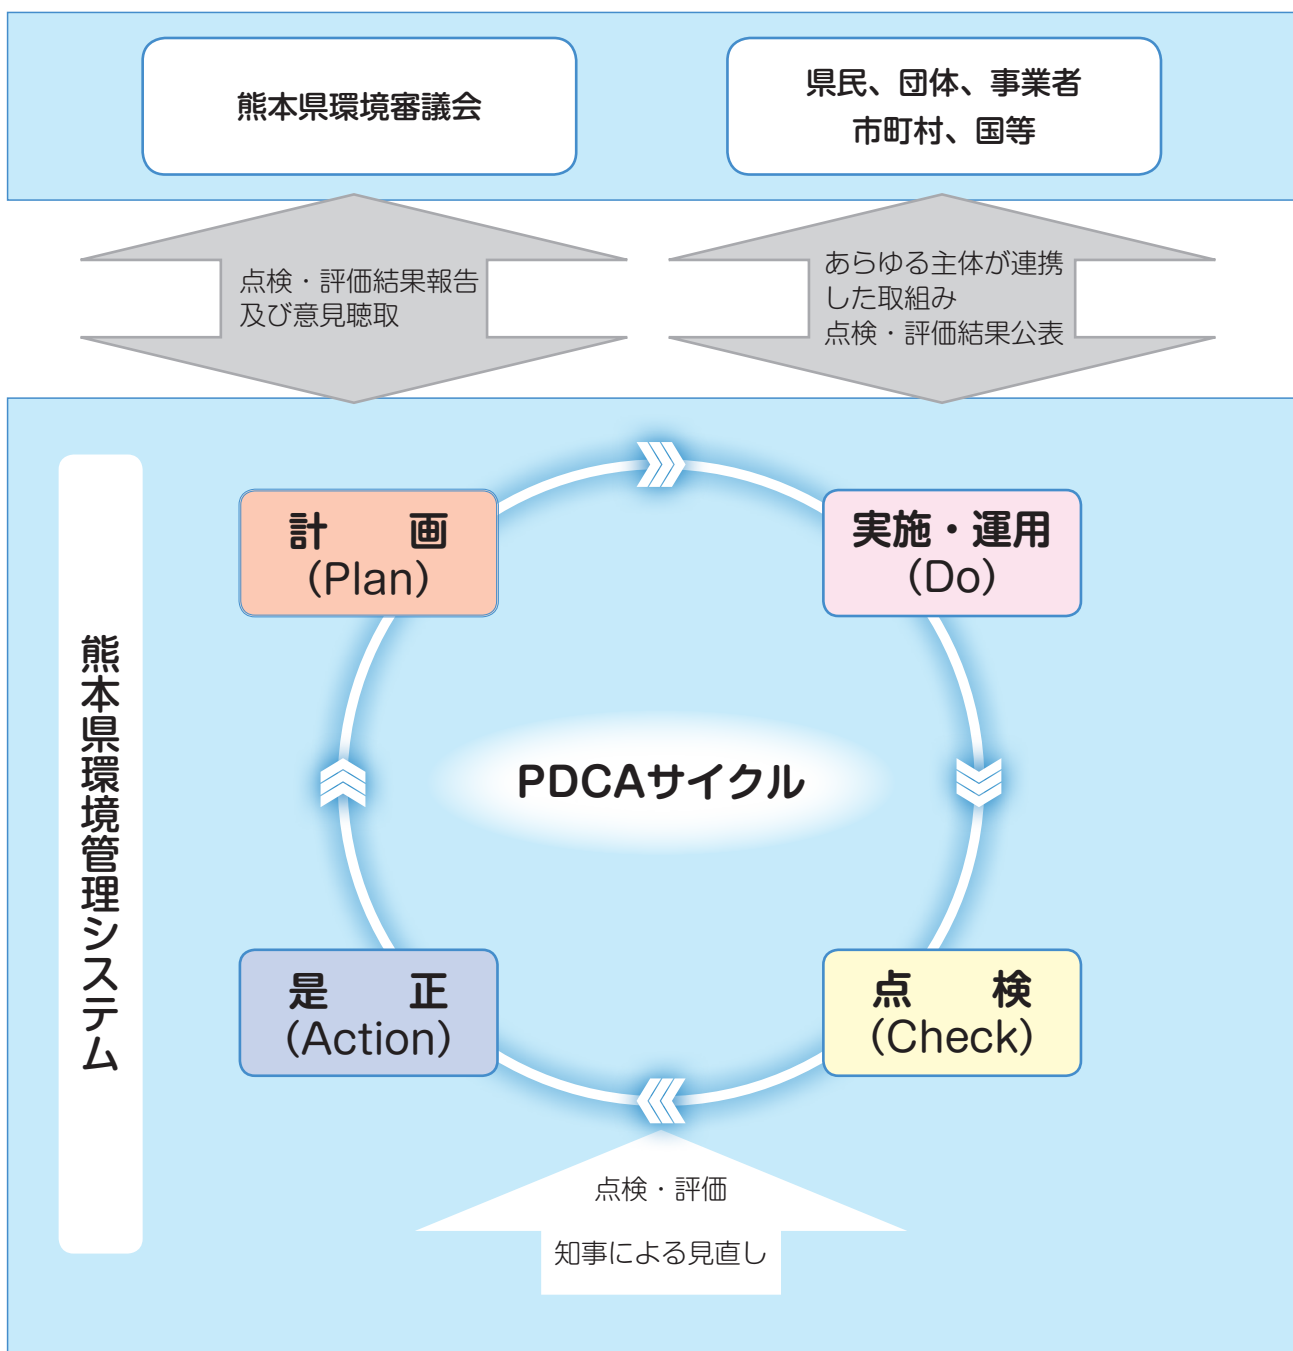 熊本県環境審議会
県民、団体、事業者
市町村、国等
点検・評価結果報告
及び意見聴取
あらゆる主体が連携
した取組み
点検・評価結果公表
熊本県環境管理システム
計　画
(Plan)
実施・運用
(Do)
PDCAサイクル
是　正
(Action)
点　検
(Check)
点検・評価
知事による見直し